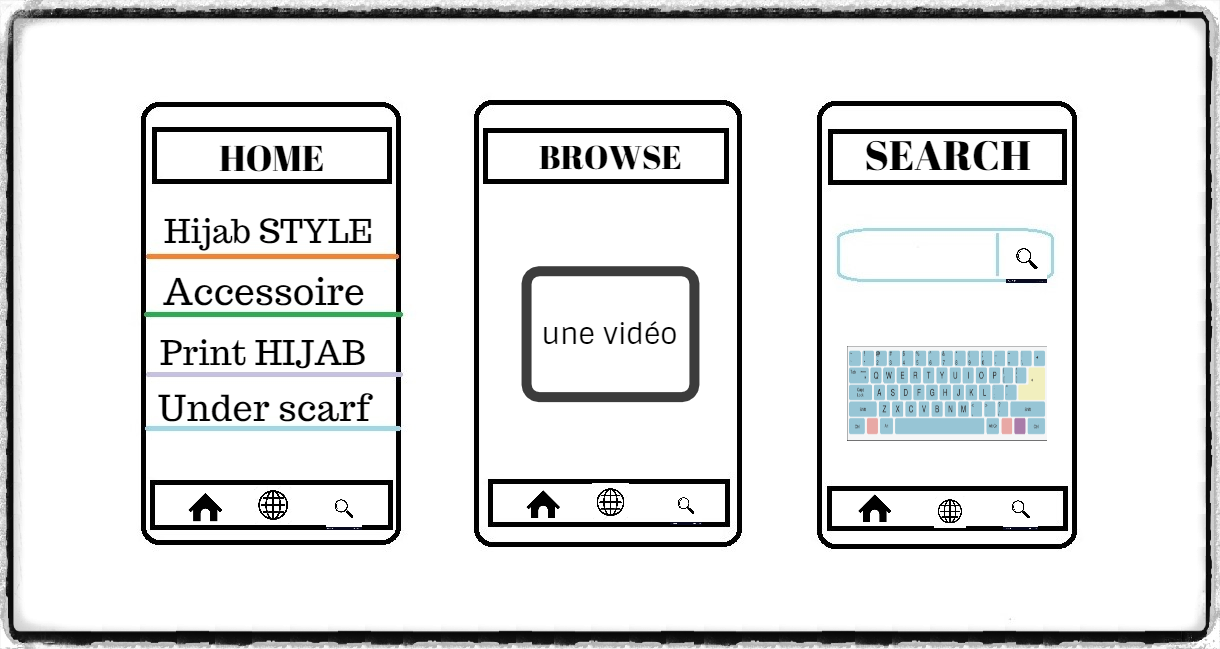 HOME
Hijab STYLE
Accessoire
Print HIJAB
Under scarf
BROWSE
une vidéo
SEARCH
Q W E R T Y U I O P
A S D F G H J K L
Z X C V B N M